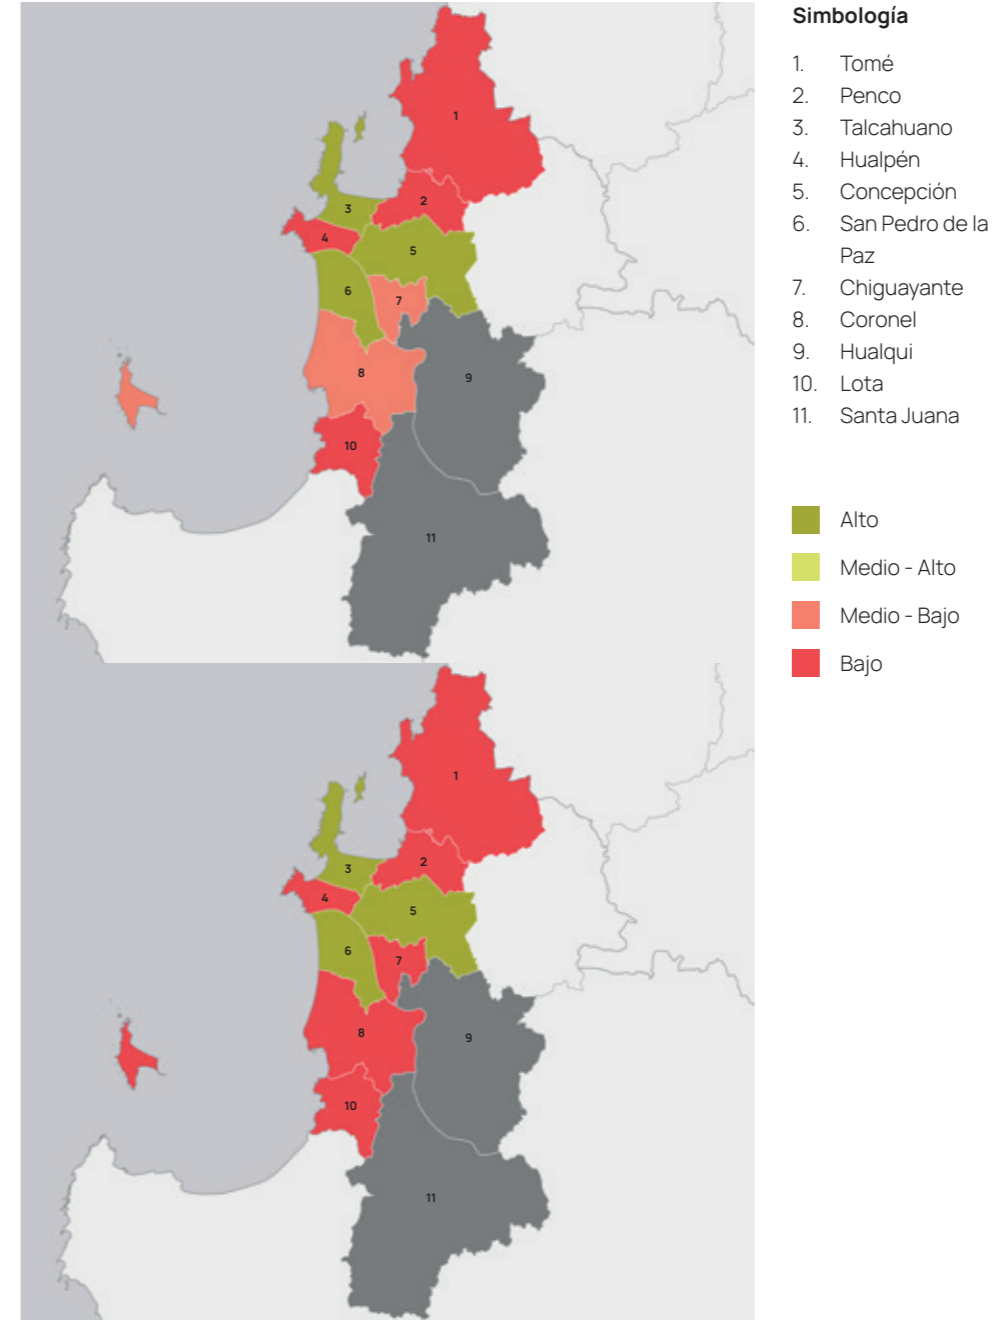 Simbología
1. Tomé
2. Penco
3. Talcahuano
4. Hualpén
5. Concepción
6. San Pedro de la
Paz
7. Chiguayante
8. Coronel
9. Hualqui
10. Lota
11. Santa Juana
Alto
Medio - Alto
Medio - Bajo
Bajo
1
2
3
4
5
6
7
8
9
10
11
1
2
3
4
5
6
7
8
9
10
11